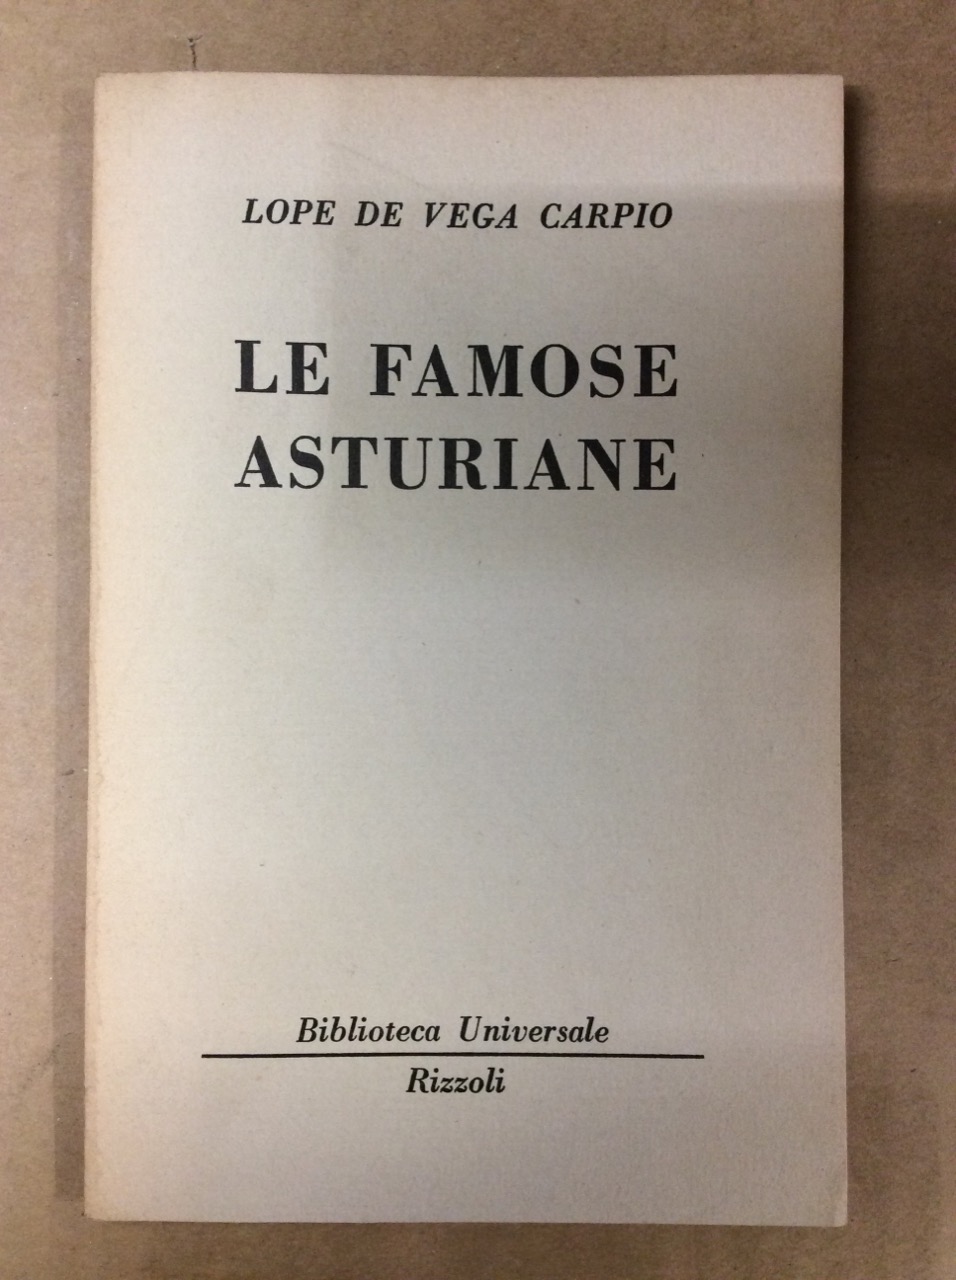 LOPE DE VEGA CARPIO
LE FAMOSE
ASTURIANE
Biblioteca Universale
Rizzoli